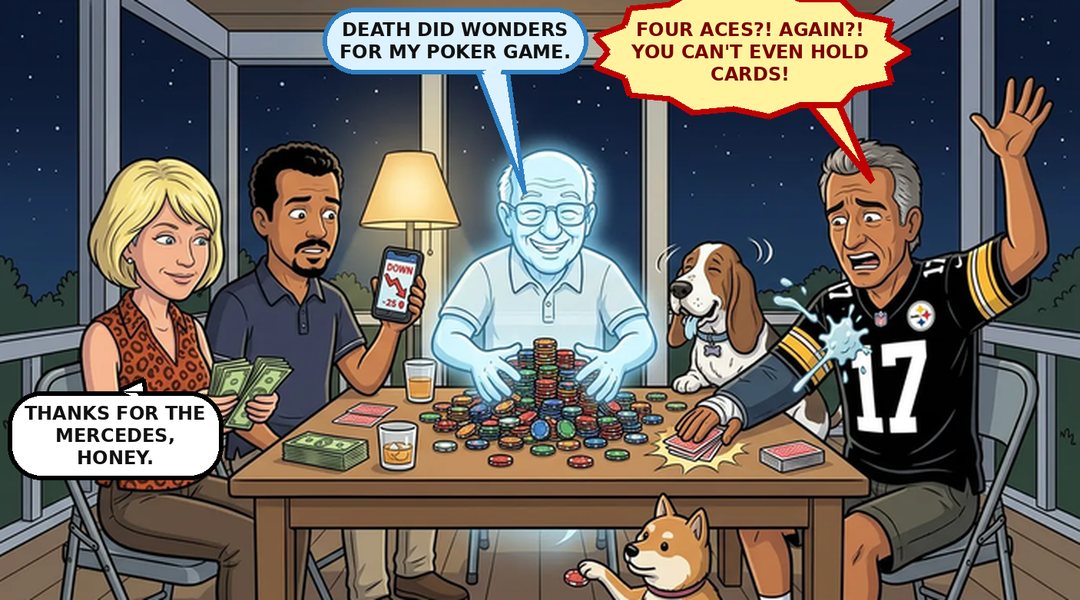 DEATH DID WONDERS
FOR MY POKER GAME.
FOUR ACES?! AGAIN?!
YOU CAN'T EVEN HOLD
CARDS!
DOWN
-25
THANKS FOR THE
MERCEDES,
HONEY.
17
17